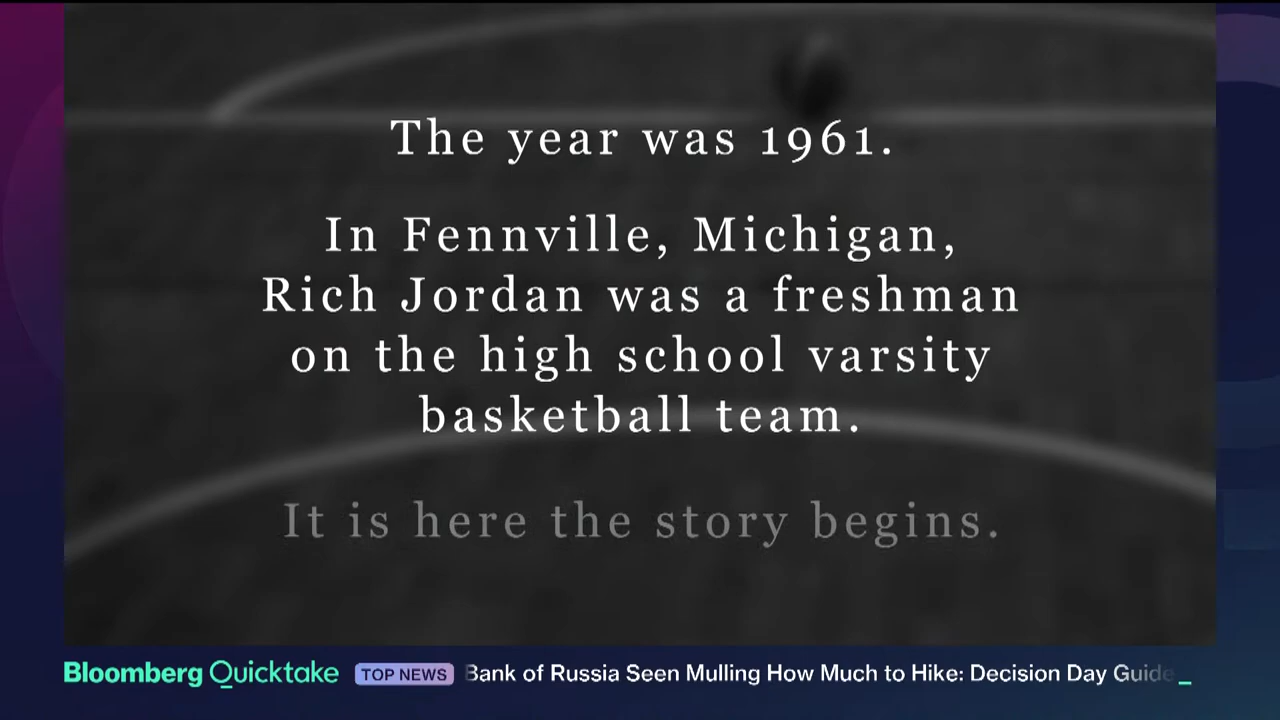 The year was 1961.
In Fennville, Michigan,
Rich Jordan was a freshman
on the high school varsity
basketball team.
It is here the story begins.
Bloomberg Quicktake TOP NEWS Bank of Russia Seen Mulling How Much to Hike: Decision Day Guide